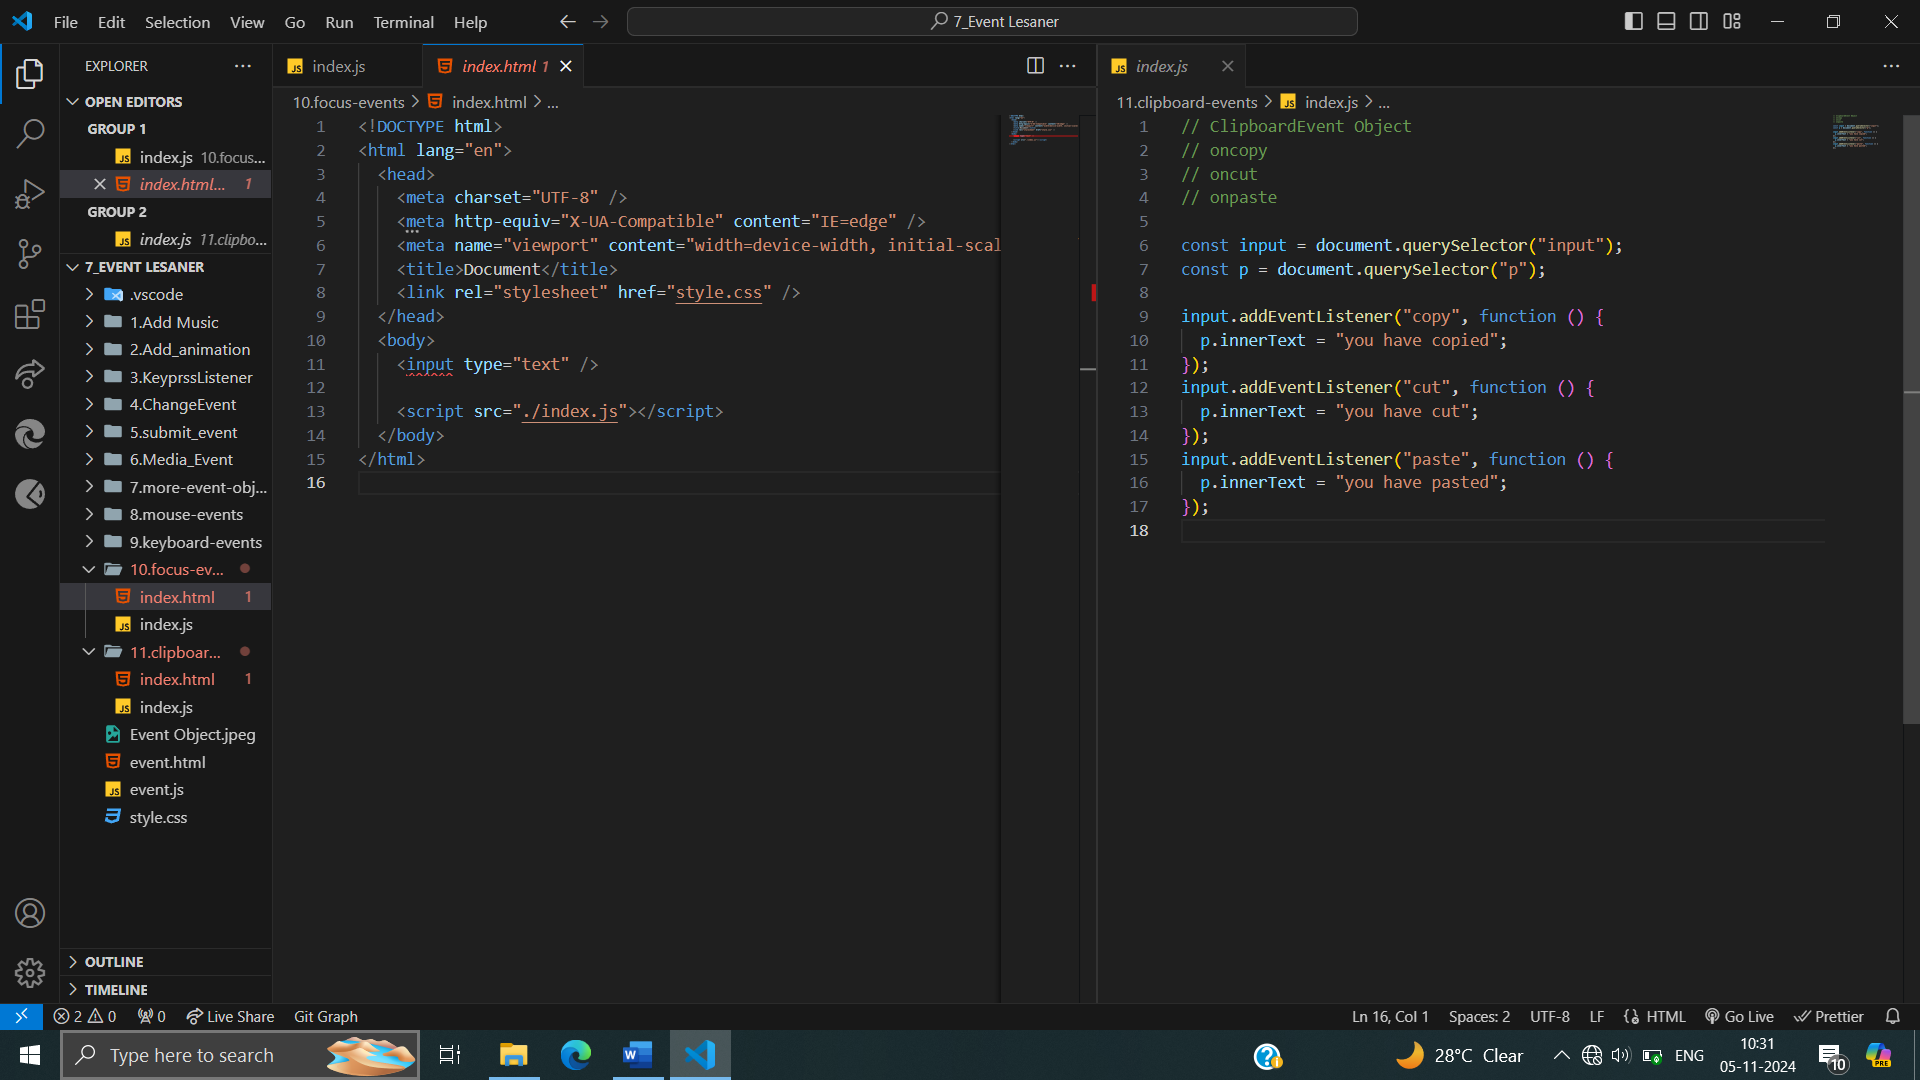 File Edit Selection View Go Run Terminal Help
7_Event Lesaner
EXPLORER
OPEN EDITORS
GROUP 1
index.js 10.focus...
index.html... 1
GROUP 2
index.js 11.clipbo...
7_EVENT LESANER
.vscode
1.Add Music
2.Add_animation
3.KeyprssListener
4.ChangeEvent
5.submit_event
6.Media_Event
7.more-event-obj...
8.mouse-events
9.keyboard-events
10.focus-ev...
index.html 1
index.js
11.clipboar...
index.html 1
index.js
Event Object.jpeg
event.html
event.js
style.css
OUTLINE
TIMELINE
index.js
index.html 1
10.focus-events > index.html > ...
1 <!DOCTYPE html>
2 <html lang="en">
3 <head>
4 <meta charset="UTF-8" />
5 <meta http-equiv="X-UA-Compatible" content="IE=edge" />
6 <meta name="viewport" content="width=device-width, initial-scal
7 <title>Document</title>
8 <link rel="stylesheet" href="style.css" />
9 </head>
10 <body>
11 <input type="text" />
12
13 <script src="./index.js"></script>
14 </body>
15 </html>
16
index.js
11.clipboard-events > index.js > ...
1 // ClipboardEvent Object
2 // oncopy
3 // oncut
4 // onpaste
5
6 const input = document.querySelector("input");
7 const p = document.querySelector("p");
8
9 input.addEventListener("copy", function () {
10 p.innerText = "you have copied";
11 });
12 input.addEventListener("cut", function () {
13 p.innerText = "you have cut";
14 });
15 input.addEventListener("paste", function () {
16 p.innerText = "you have pasted";
17 });
18
2 0 0 Live Share Git Graph
Ln 16, Col 1 Spaces: 2 UTF-8 LF HTML Go Live Prettier
Type here to search
28°C Clear
ENG
10:31
05-11-2024
10
PRE